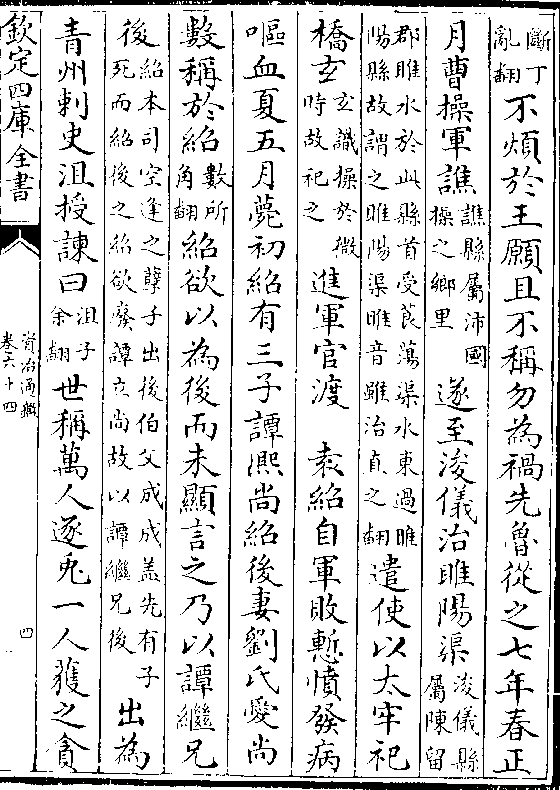 斷丁亂翻不煩於王願且不稱勿為禍先魯從之七年春正
月曹操軍譙譙縣屬沛國操之鄉里遂至浚儀治睢陽渠浚儀縣屬陳留
郡睢水於此縣首受莨蕩渠水東過睢陽縣故謂之睢陽渠睢音雖治直之翻遣使以太牢祀
橋玄玄識操於微時故祀之進軍官渡 袁紹自軍敗慙憤發病
嘔血夏五月薨初紹有三子譚熈尚紹後妻劉氏愛尚
數稱於紹數所角翻紹欲以為後而未顯言之乃以譚繼兄
後紹本司空逢之孽子出後伯父成成盖先有子死而紹後之紹欲廢譚立尚故以譚繼兄後出為
青州刺史沮授諫曰沮子余翻世稱萬人逐兎一人獲之貪
欽定四庫全書
資治通鑑
卷六十四
四